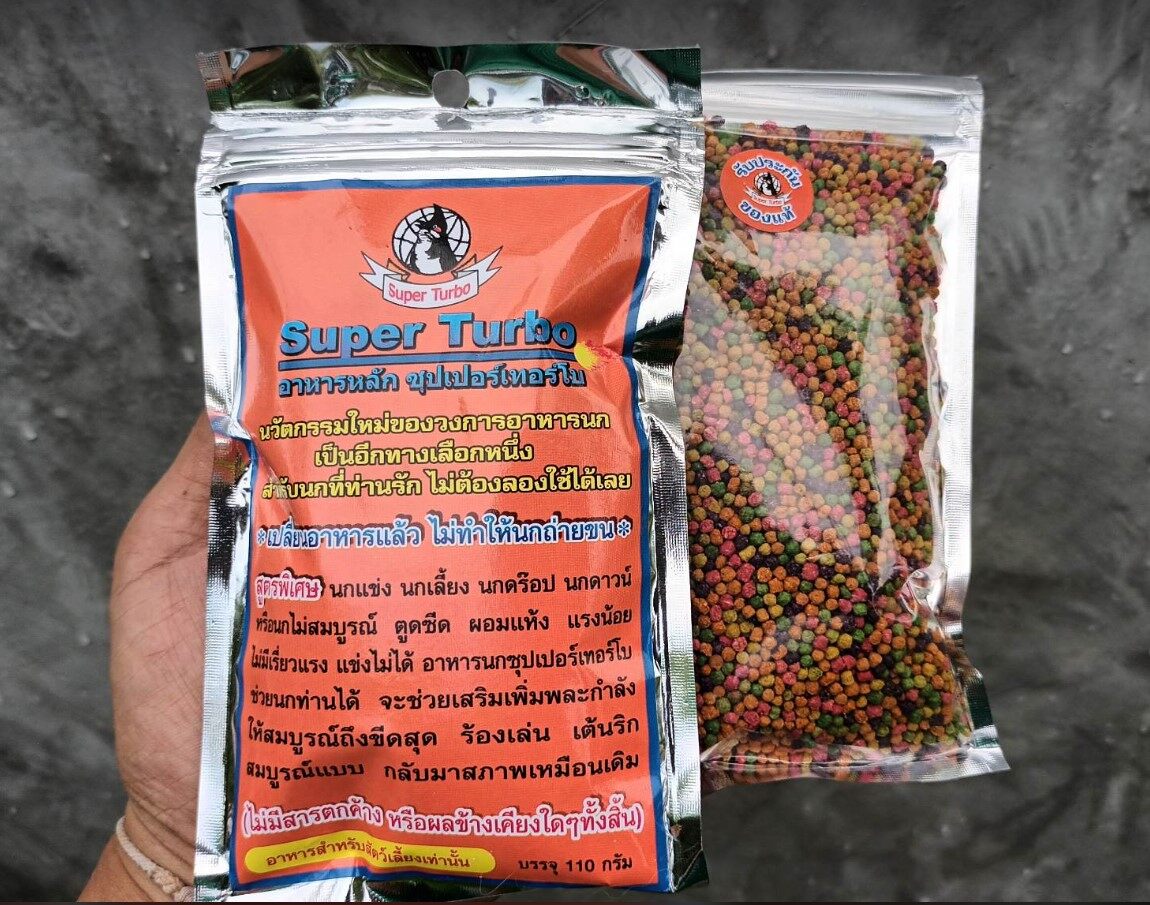 Super Turbo
Super Turbo
อาหารหลัก ซุปเปอร์เทอร์โบ
นวัตกรรมใหม่ของวงการอาหารนก
เป็นอีกทางเลือกหนึ่ง
สำหรับนกที่ท่านรัก ไม่ต้องลองใช้ได้เลย
*เปลี่ยนอาหารแล้ว ไม่ทำให้นกถ่ายขน*
สูตรพิเศษ นกแข่ง นกเลี้ยง นกดร๊อป นกดาวน์
หรือนกไม่สมบูรณ์ ตูดซีด ผอมแห้ง แรงน้อย
ไม่มีเรี่ยวแรง แข่งไม่ได้ อาหารนกซุปเปอร์เทอร์โบ
ช่วยนกท่านได้ จะช่วยเสริมเพิ่มพละกำลัง
ให้สมบูรณ์ถึงขีดสุด ร้องเล่น เต้นริก
สมบูรณ์แบบ กลับมาสภาพเหมือนเดิม
(ไม่มีสารตกค้าง หรือผลข้างเคียงใดๆทั้งสิ้น)
อาหารสำหรับสัตว์เลี้ยงเท่านั้น
บรรจุ 110 กรัม
รับประกัน
Super Turbo
ของแท้